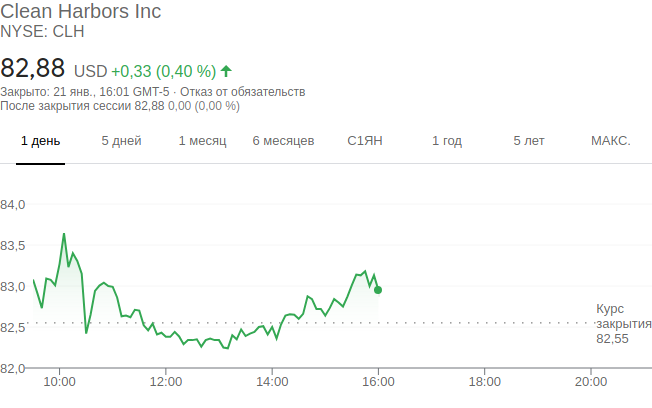 Clean Harbors Inc
NYSE: CLH
82,88 USD +0,33 (0,40 %)
Закрыто: 21 янв., 16:01 GMT-5 · Отказ от обязательств
После закрытия сессии 82,88 0,00 (0,00 %)
1 день 5 дней 1 месяц 6 месяцев С1ЯН 1 год 5 лет МАКС.
84,0
83,5
83,0
82,5
82,0
Курс
закрытия
82,55
10:00 12:00 14:00 16:00 18:00 20:00